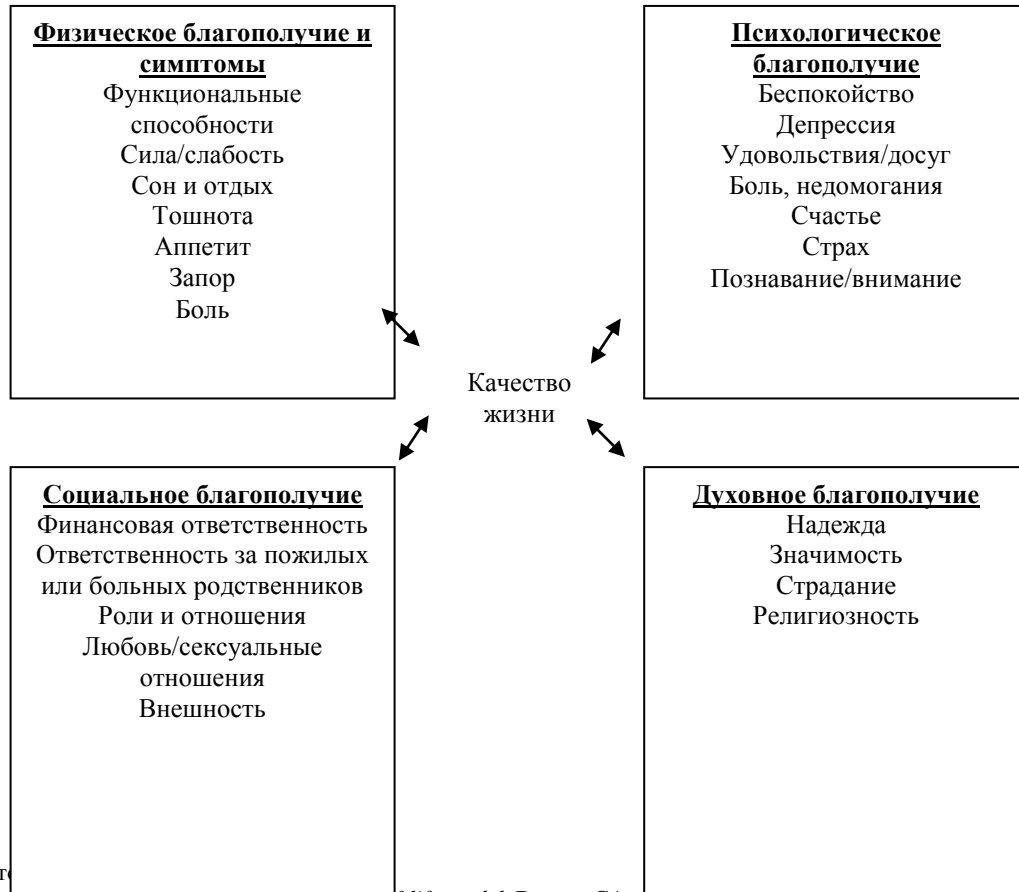 Физическое благополучие и
симптомы
Функциональные
способности
Сила/слабость
Сон и отдых
Тошнота
Аппетит
Запор
Боль
Психологическое
благополучие
Беспокойство
Депрессия
Удовольствия/досуг
Боль, недомогания
Счастье
Страх
Познавание/внимание
Качество
жизни
Социальное благополучие
Финансовая ответственность
Ответственность за пожилых
или больных родственников
Роли и отношения
Любовь/сексуальные
отношения
Внешность
Духовное благополучие
Надежда
Значимость
Страдание
Религиозность